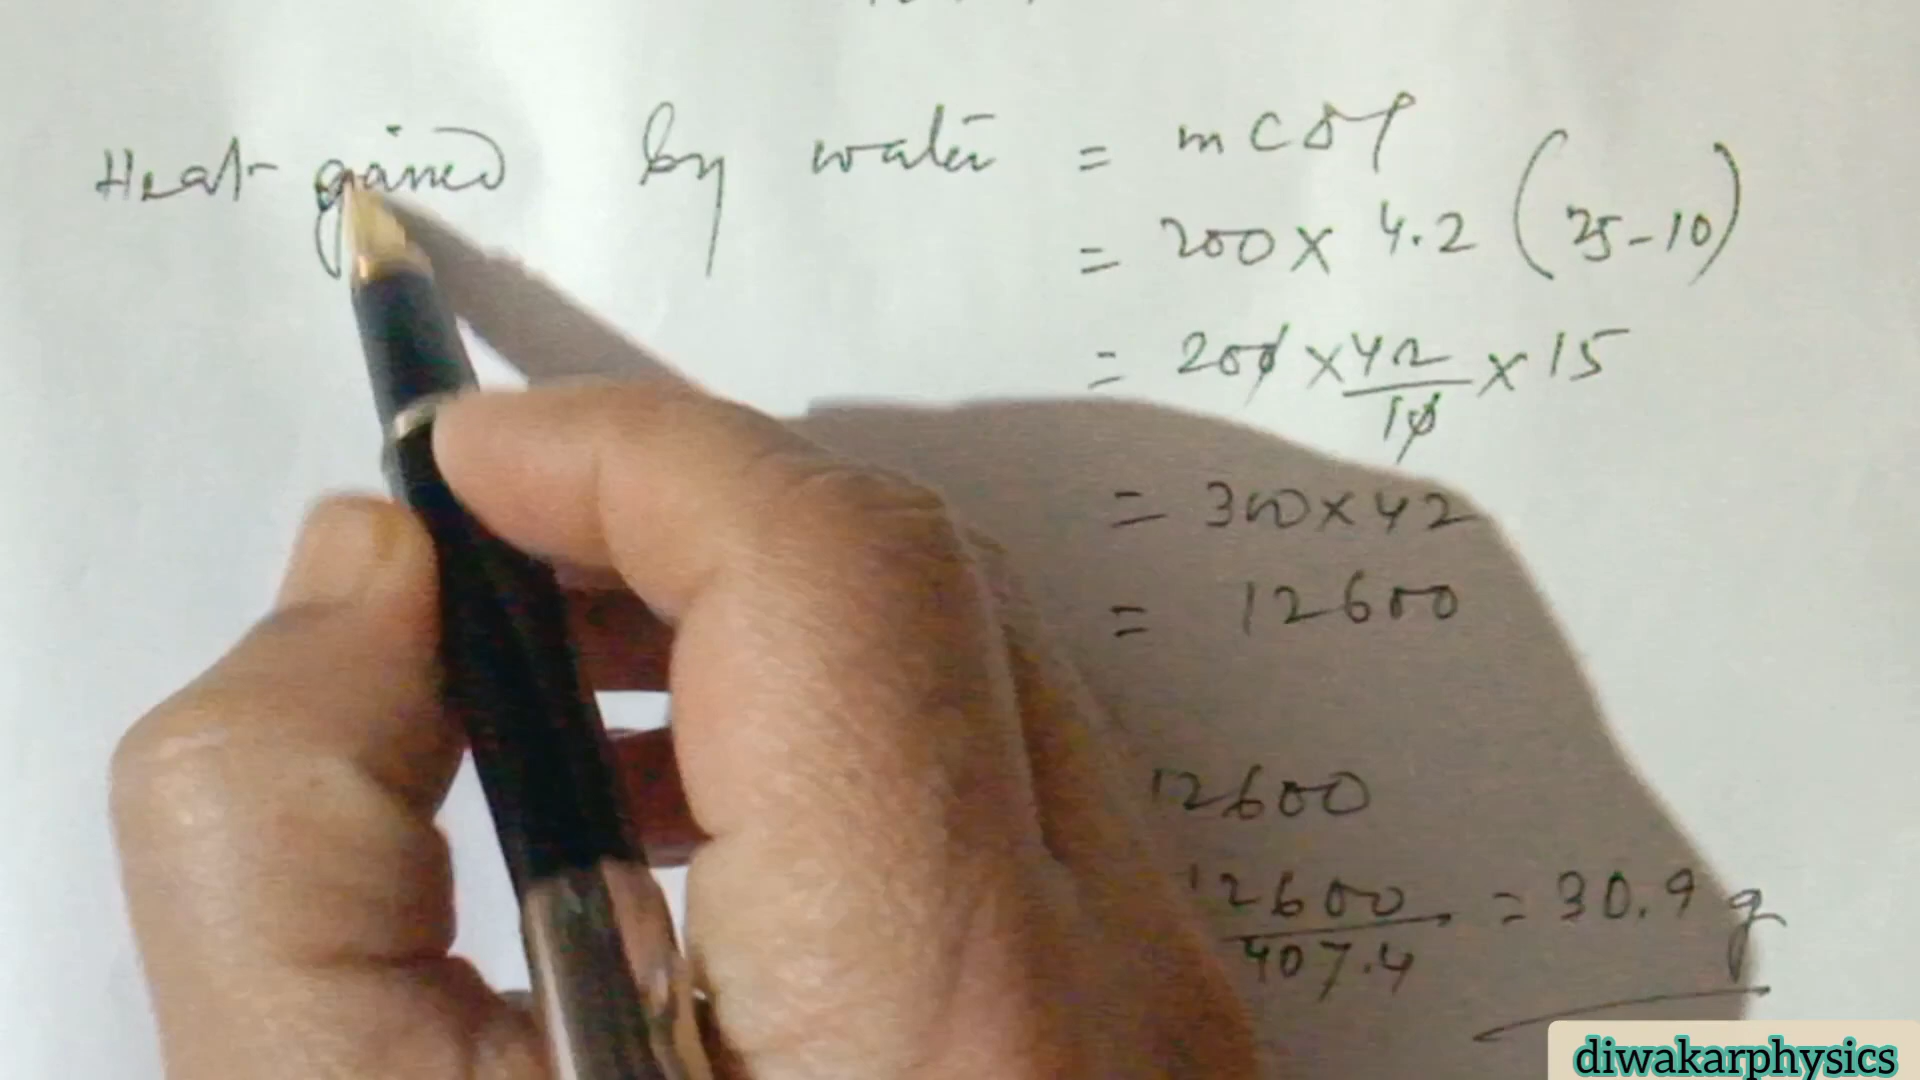 Heat gained by water = mcΔT
= 200 × 4.2 (25-10)
= 200 × 42/10 × 15
= 300 × 42
= 12600
12600
12600/407.4 = 30.9 g
diwakarphysics